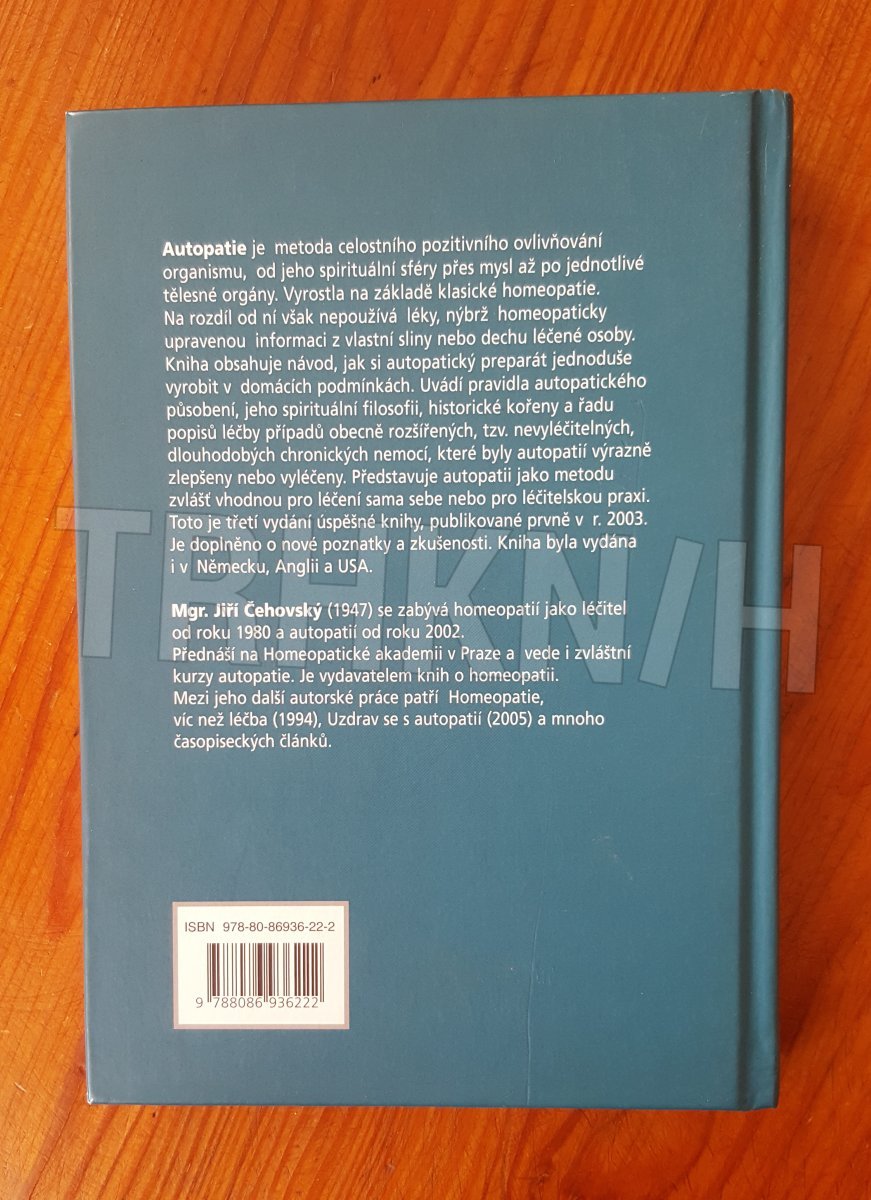 Autopatie je metoda celostního pozitivního ovlivňování
organismu, od jeho spirituální sféry přes mysl až po jednotlivé
tělesné orgány. Vyrostla na základě klasické homeopatie.
Na rozdíl od ní však nepoužívá léky, nýbrž homeopaticky
upravenou informaci z vlastní sliny nebo dechu léčené osoby.
Kniha obsahuje návod, jak si autopatický preparát jednoduše
vyrobit v domácích podmínkách. Uvádí pravidla autopatického
působení, jeho spirituální filosofii, historické kořeny a řadu
popisů léčby případů obecně rozšířených, tzv. nevyléčitelných,
dlouhodobých chronických nemocí, které byly autopatií výrazně
zlepšeny nebo vyléčeny. Představuje autopatii jako metodu
zvlášť vhodnou pro léčení sama sebe nebo pro léčitelskou praxi.
Toto je třetí vydání úspěšné knihy, publikované prvně v r. 2003.
Je doplněno o nové poznatky a zkušenosti. Kniha byla vydána
i v Německu, Anglii a USA.
TRHKNIH
Mgr. Jiří Čehovský (1947) se zabývá homeopatií jako léčitel
od roku 1980 a autopatií od roku 2002.
Přednáší na Homeopatické akademii v Praze a vede i zvláštní
kurzy autopatie. Je vydavatelem knih o homeopatii.
Mezi jeho další autorské práce patří Homeopatie,
víc než léčba (1994), Uzdrav se s autopatií (2005) a mnoho
časopiseckých článků.
ISBN 978-80-86936-22-2
9 788086 936222